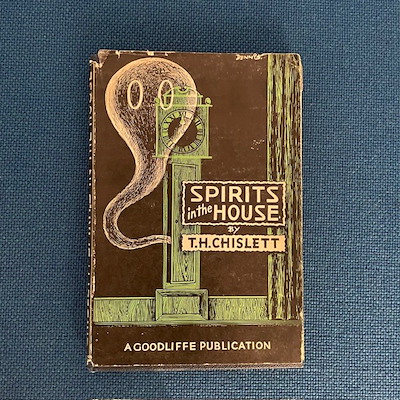 SPIRITS
in the HOUSE
BY
T.H.CHISLETT
A GOODLIFFE PUBLICATION